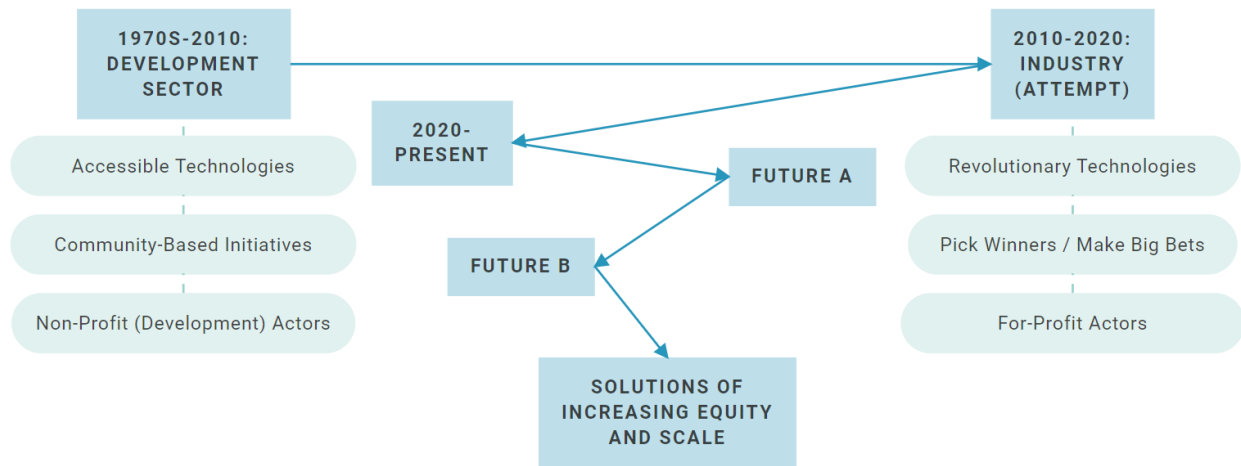 1970S-2010:
DEVELOPMENT
SECTOR
Accessible Technologies
Community-Based Initiatives
Non-Profit (Development) Actors
2010-2020:
INDUSTRY
(ATTEMPT)
Revolutionary Technologies
Pick Winners / Make Big Bets
For-Profit Actors
2020-
PRESENT
FUTURE A
FUTURE B
SOLUTIONS OF
INCREASING EQUITY
AND SCALE